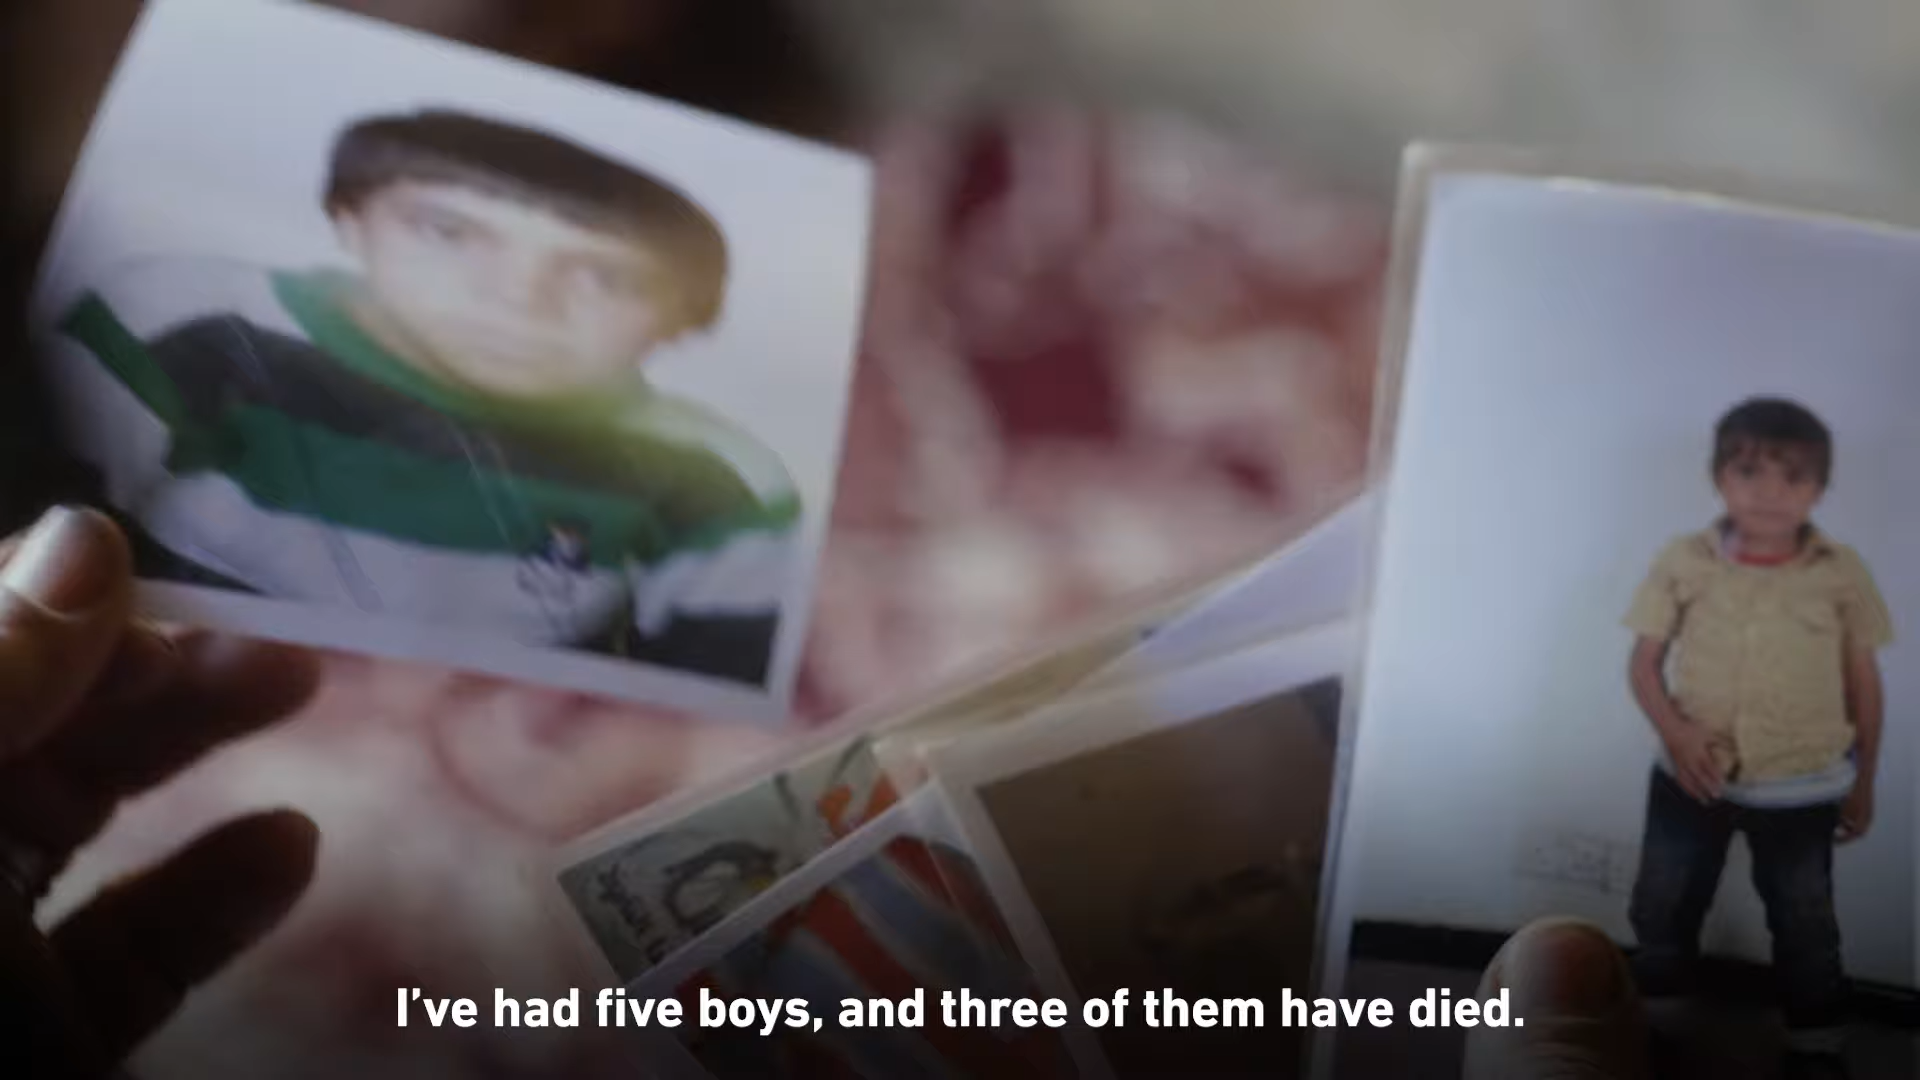 I’ve had five boys, and three of them have died.